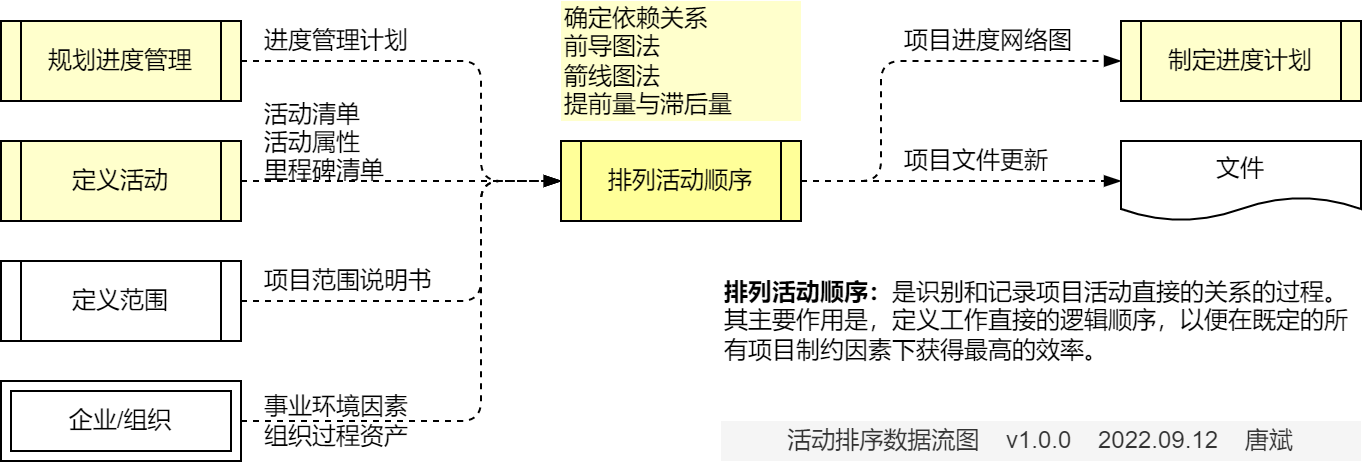 规划进度管理
进度管理计划
确定依赖关系
前导图法
箭线图法
提前量与滞后量
项目进度网络图
制定进度计划
定义活动
活动清单
活动属性
里程碑清单
排列活动顺序
项目文件更新
文件
定义范围
项目范围说明书
排列活动顺序：是识别和记录项目活动直接的关系的过程。
其主要作用是，定义工作直接的逻辑顺序，以便在既定的所
有项目制约因素下获得最高的效率。
企业/组织
事业环境因素
组织过程资产
活动排序数据流图 v1.0.0 2022.09.12 唐斌